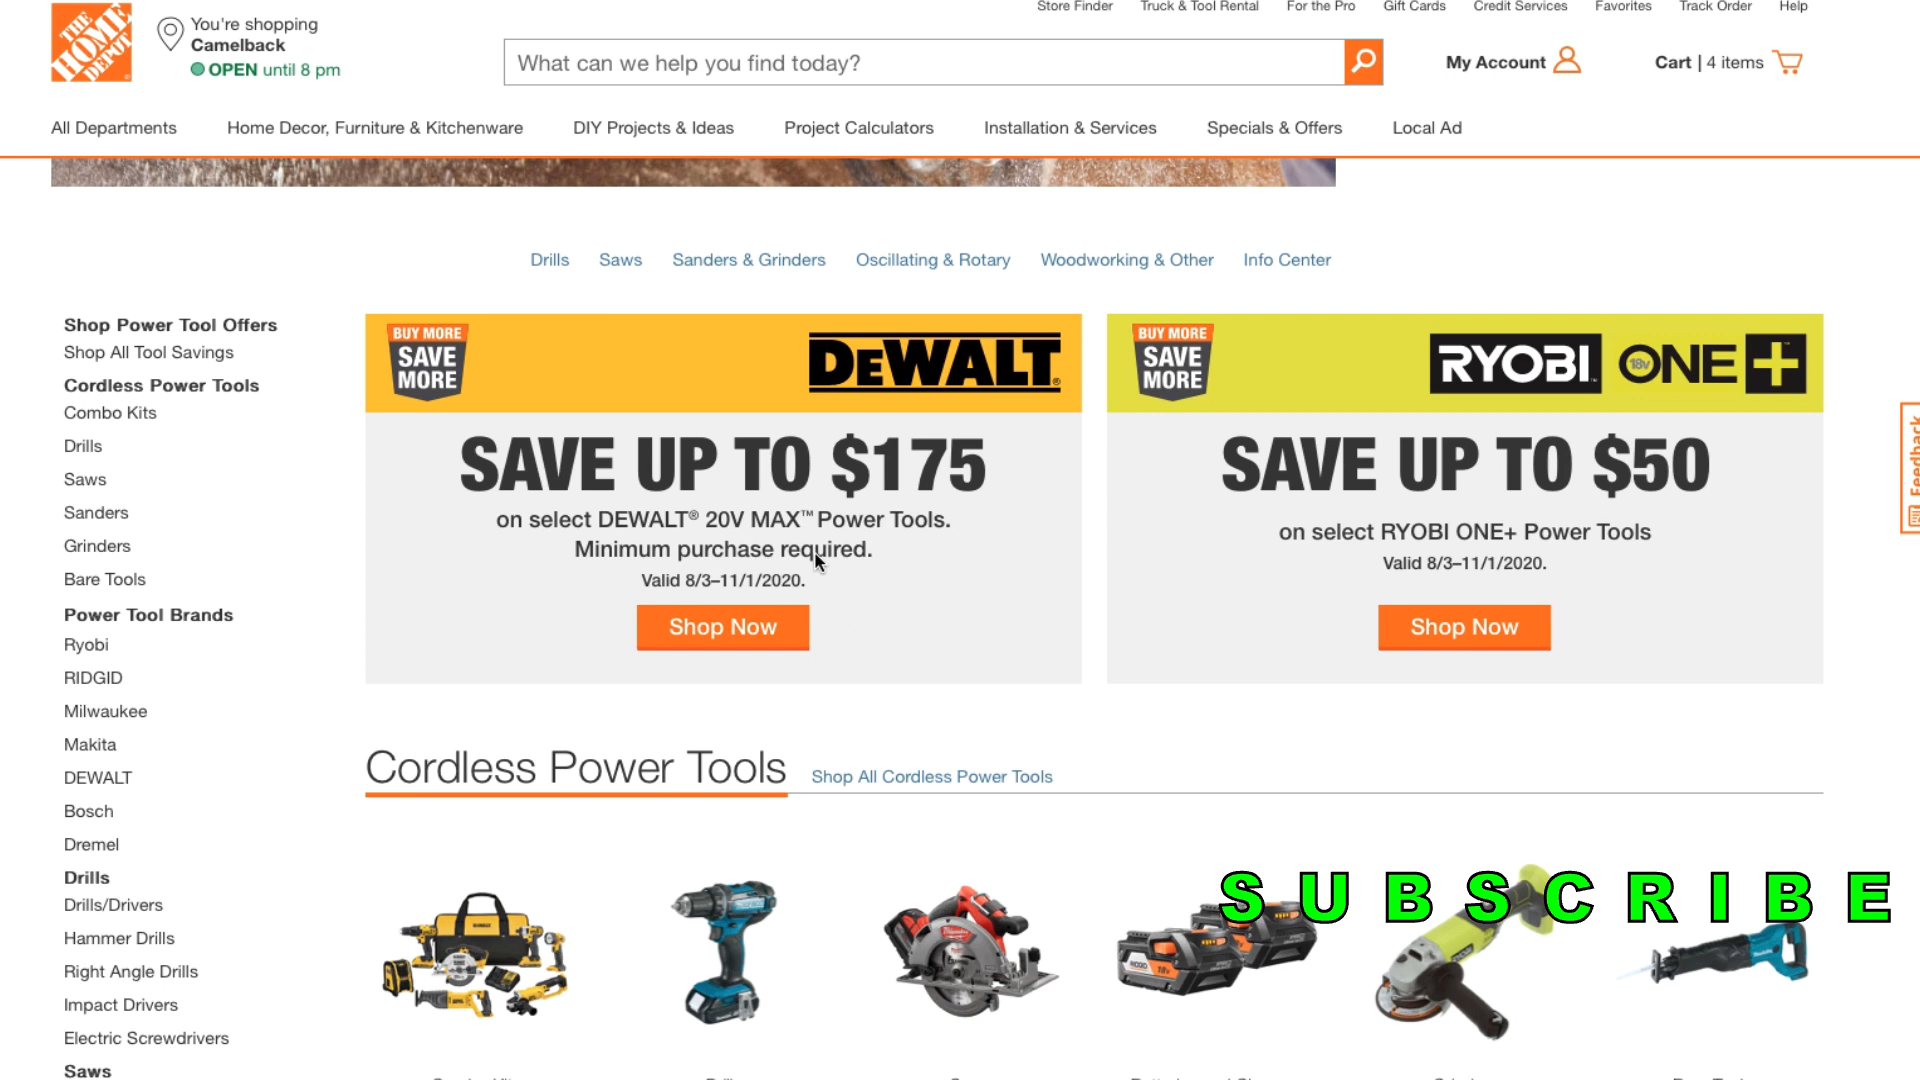 Store Finder
Truck & Tool Rental
For the Pro
Gift Cards
Credit Services
Favorites
Track Order
Help
THE HOME DEPOT
You're shopping
Camelback
OPEN until 8 pm
What can we help you find today?
My Account
Cart | 4 items
All Departments
Home Decor, Furniture & Kitchenware
DIY Projects & Ideas
Project Calculators
Installation & Services
Specials & Offers
Local Ad
Drills
Saws
Sanders & Grinders
Oscillating & Rotary
Woodworking & Other
Info Center
Shop Power Tool Offers
Shop All Tool Savings
Cordless Power Tools
Combo Kits
Drills
Saws
Sanders
Grinders
Bare Tools
Power Tool Brands
Ryobi
RIDGID
Milwaukee
Makita
DEWALT
Bosch
Dremel
Drills
Drills/Drivers
Hammer Drills
Right Angle Drills
Impact Drivers
Electric Screwdrivers
Saws
BUY MORE
SAVE
MORE
DEWALT®
SAVE UP TO $175
on select DEWALT® 20V MAX™ Power Tools.
Minimum purchase required.
Valid 8/3–11/1/2020.
Shop Now
BUY MORE
SAVE
MORE
RYOBI™ 18V ONE+
SAVE UP TO $50
on select RYOBI ONE+ Power Tools
Valid 8/3–11/1/2020.
Shop Now
Feedback
Cordless Power Tools
Shop All Cordless Power Tools
SUBSCRIBE